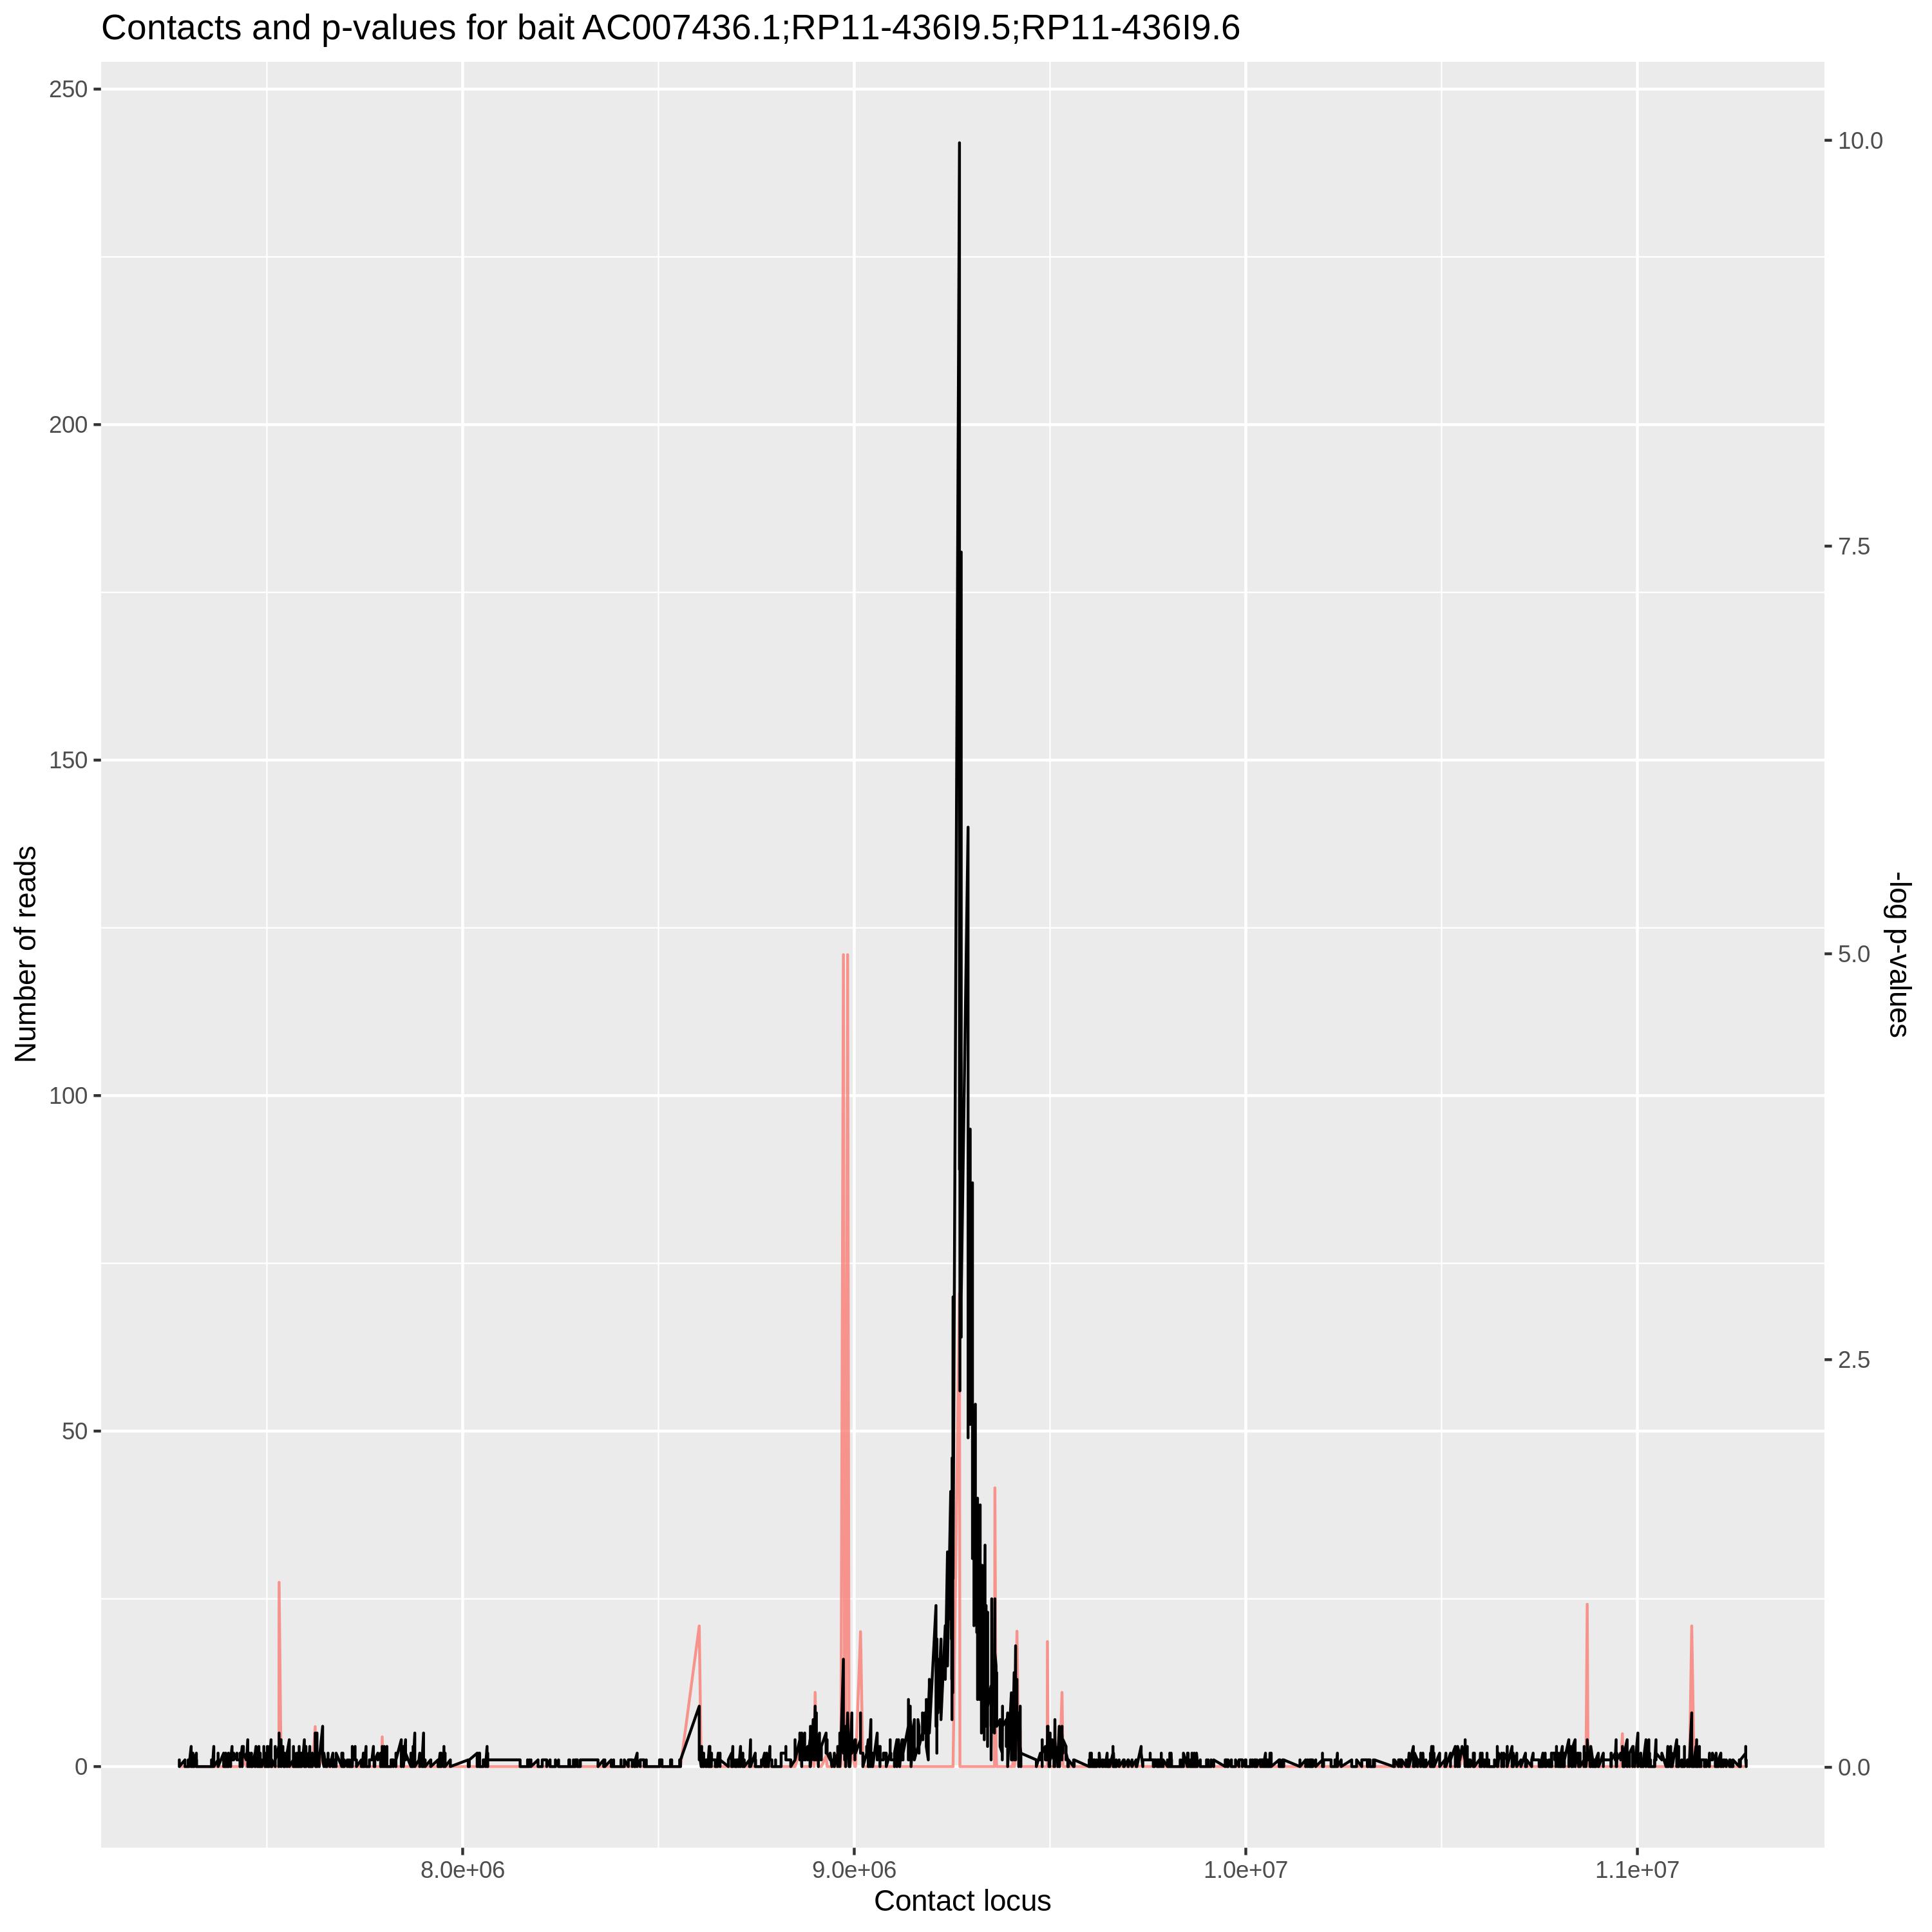 Contacts and p-values for bait AC007436.1;RP11-436I9.5;RP11-436I9.6
250
200
150
100
50
0
Number of reads
10.0
7.5
5.0
2.5
0.0
-log p-values
8.0e+06
9.0e+06
1.0e+07
1.1e+07
Contact locus